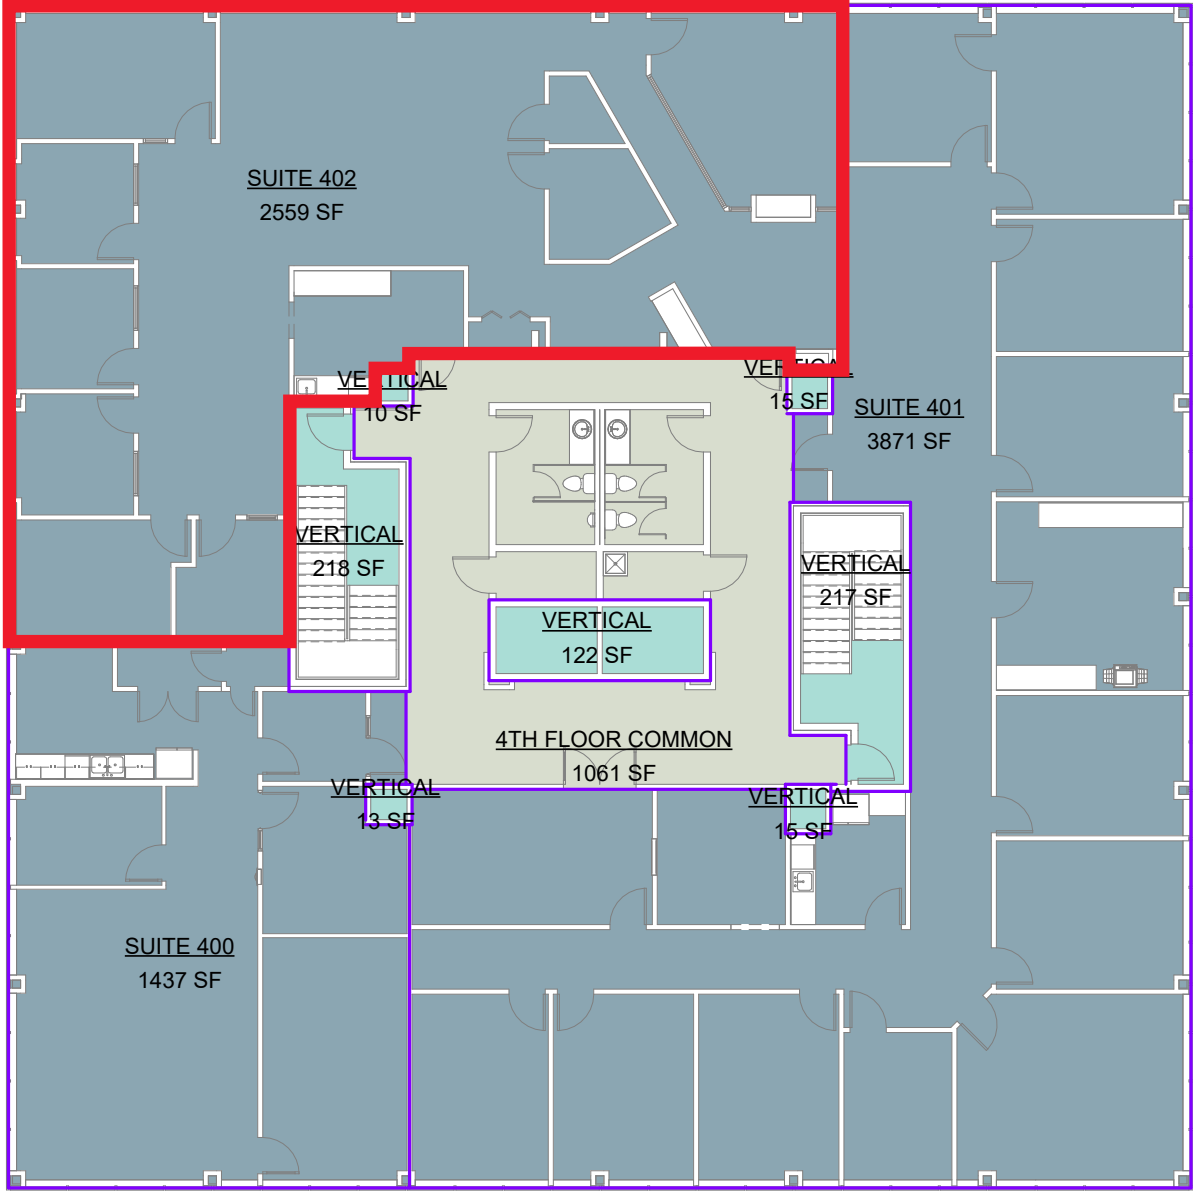 SUITE 402
2559 SF
VERTICAL
10 SF
VERTICAL
15 SF
SUITE 401
3871 SF
VERTICAL
218 SF
VERTICAL
217 SF
VERTICAL
122 SF
4TH FLOOR COMMON
1061 SF
VERTICAL
13 SF
VERTICAL
15 SF
SUITE 400
1437 SF